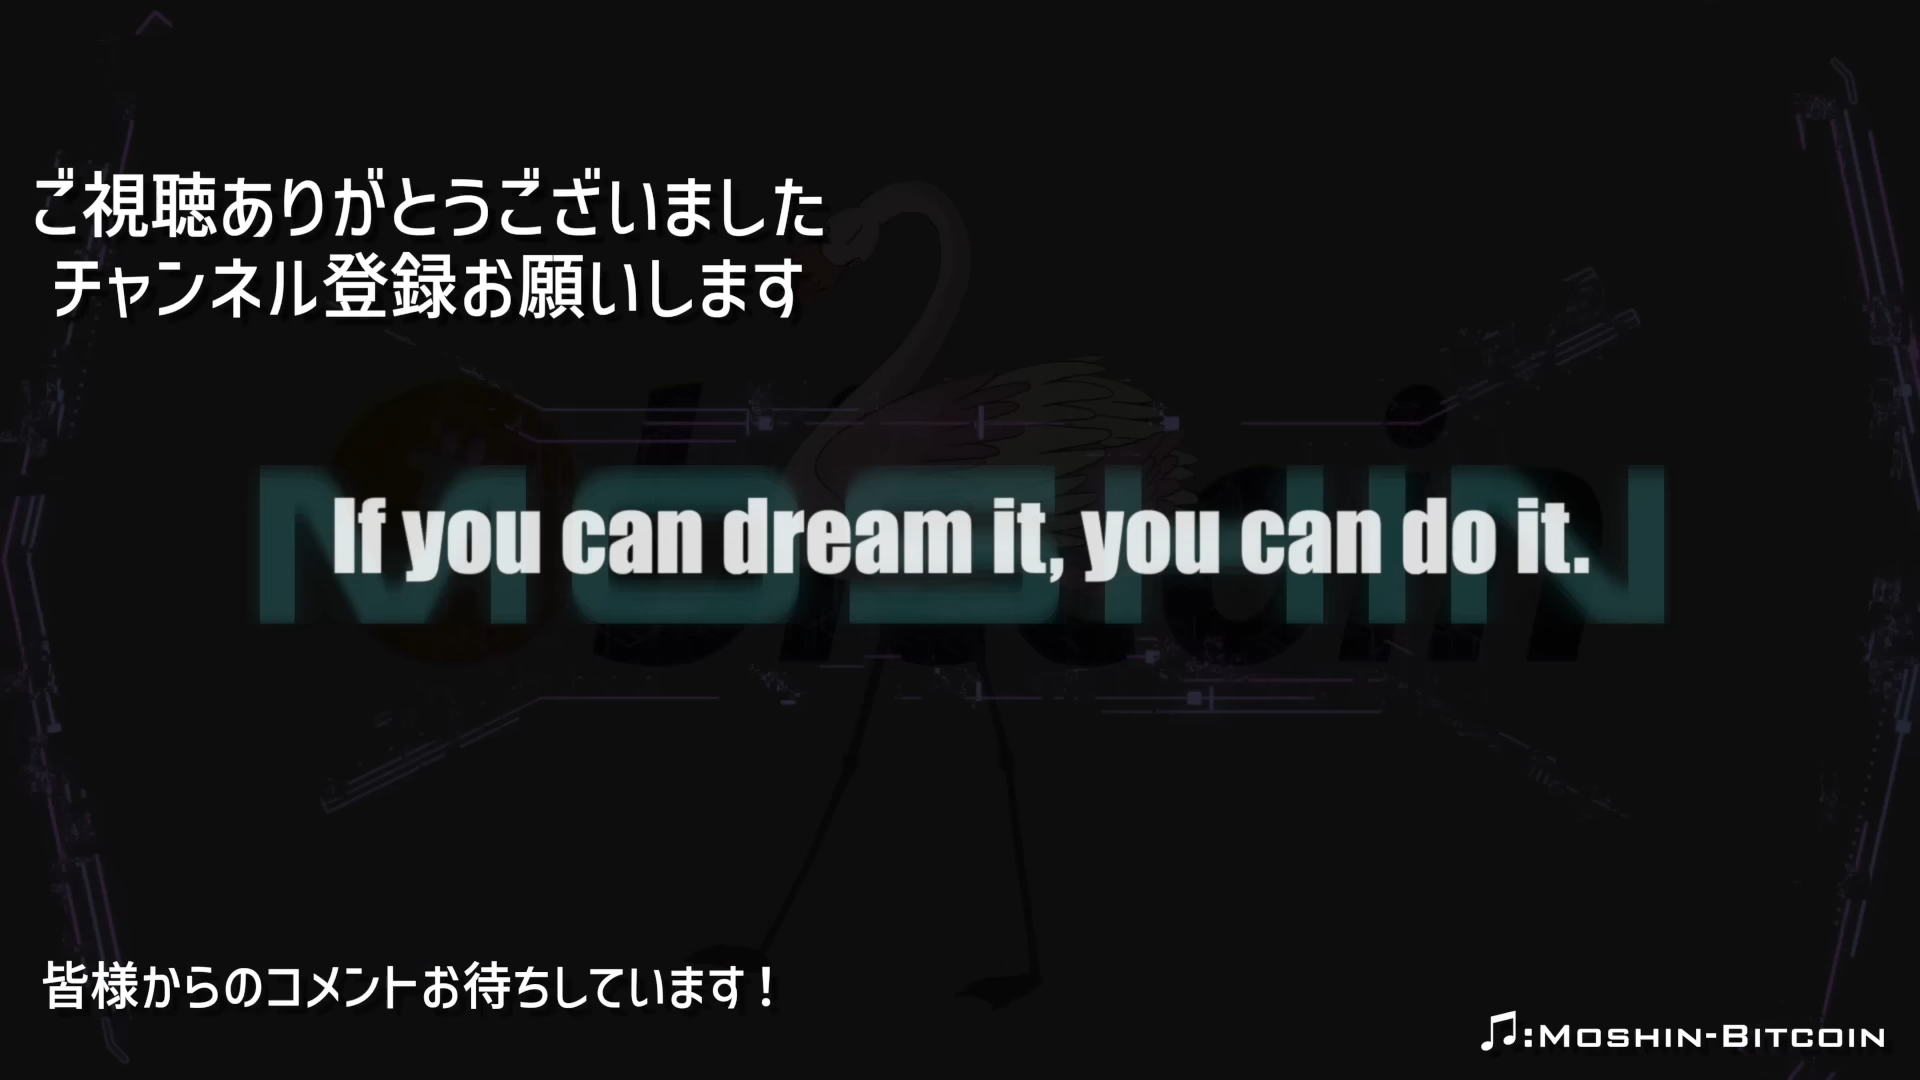 ご視聴ありがとうございました
チャンネル登録お願いします
bitcoin
MOSHIN
If you can dream it, you can do it.
皆様からのコメントお待ちしています！
♫:MOSHIN-BITCOIN